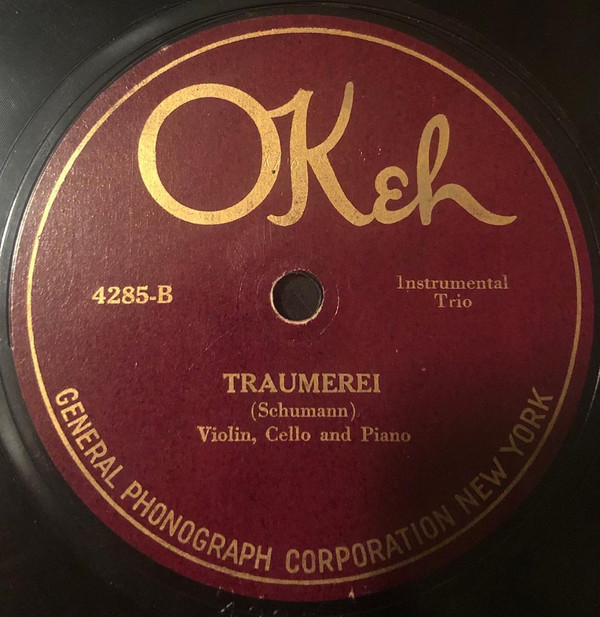 OKeh
4285-B
Instrumental
Trio
TRAUMEREI
(Schumann)
Violin, Cello and Piano
GENERAL PHONOGRAPH CORPORATION NEW YORK